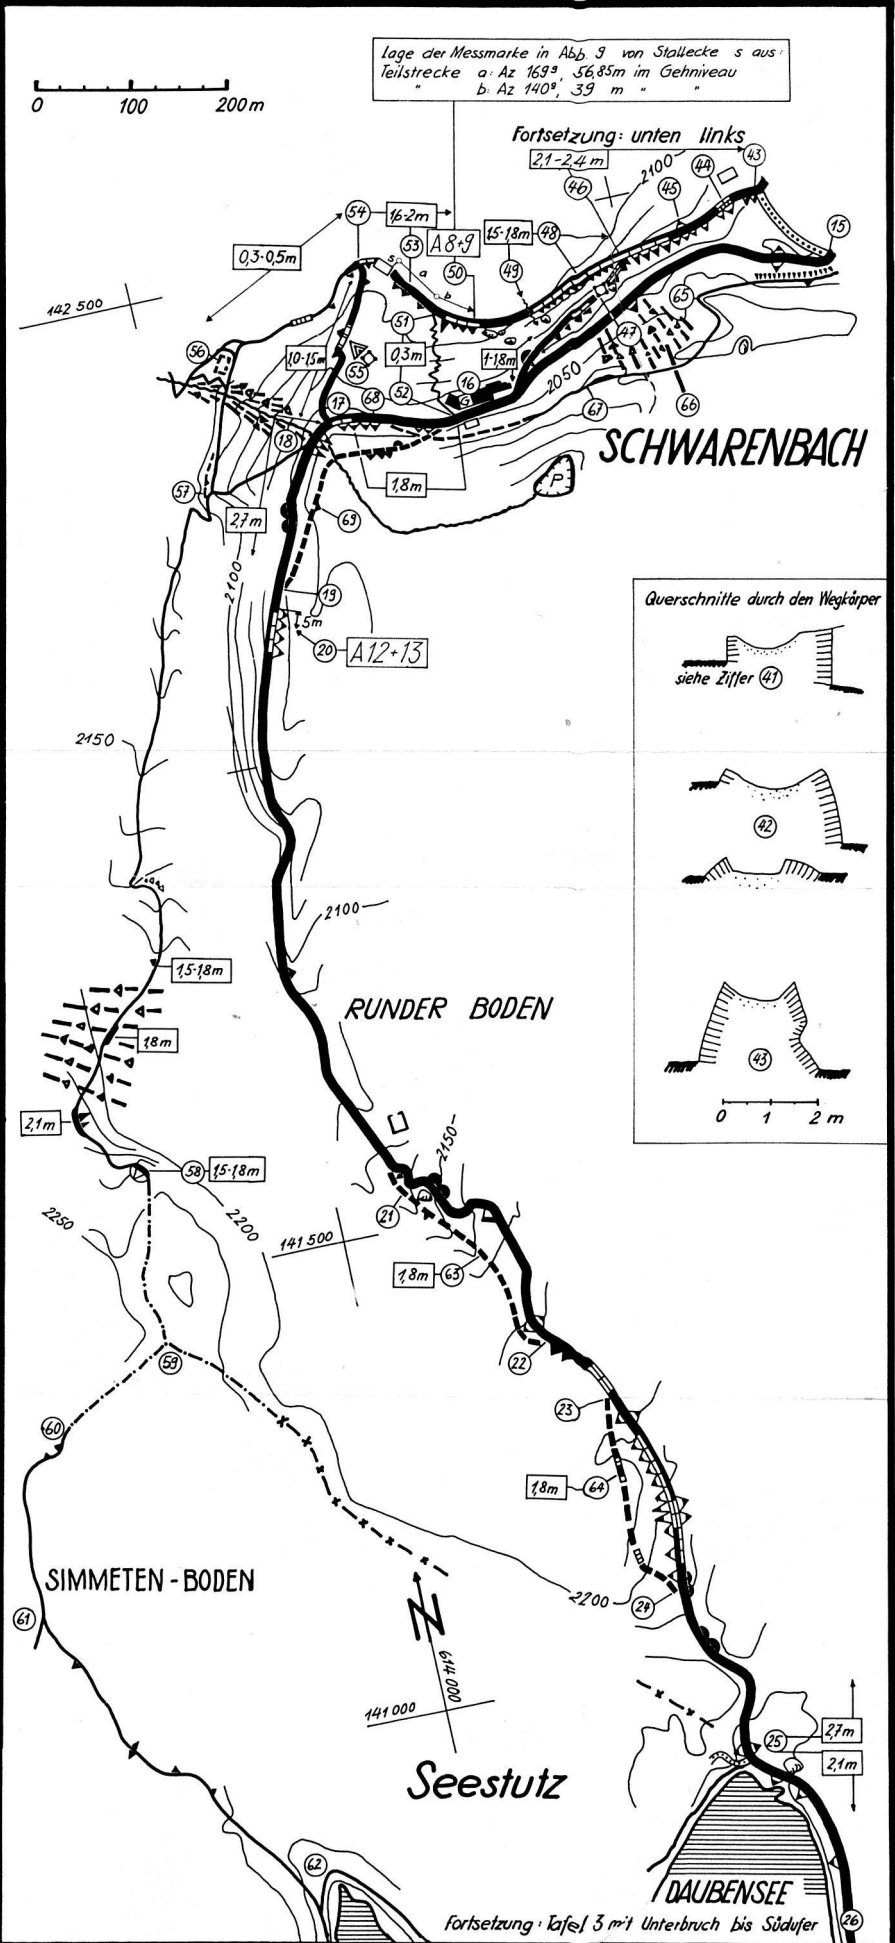 Lage der Messmarke in Abb. 9 von Stallecke s aus:
Teilstrecke a: Az 169ᵍ, 56,85m im Gehniveau
" b: Az 140ᵍ, 39 m " "
0 100 200m
Fortsetzung: unten links
2,1-2,4 m
2100
43
44
45
46
54
1,6-2m
53
A8+9
1,5-1,8m
48
15
0,3-0,5m
s
a
b
50
49
65
142 500
51
47
56
1,0-1,5m
55
0,3m
1-1,8m
52
16
G
2050
17
68
67
66
18
SCHWARENBACH
57
1,8m
P
2,7m
69
2100
19
5m
20
A12+13
Querschnitte durch den Wegkörper
siehe Ziffer 41
2150
42
2100
1,5-1,8m
RUNDER BODEN
1,8m
43
0 1 2 m
2,1m
2150
58
1,5-1,8m
2250
2200
21
141 500
1,8m
63
22
59
23
60
1,8m
64
SIMMETEN-BODEN
2200
24
61
614 000
141 000
25
2,7m
2,1m
Seestutz
62
DAUBENSEE
Fortsetzung: Tafel 3 mit Unterbruch bis Südufer
26